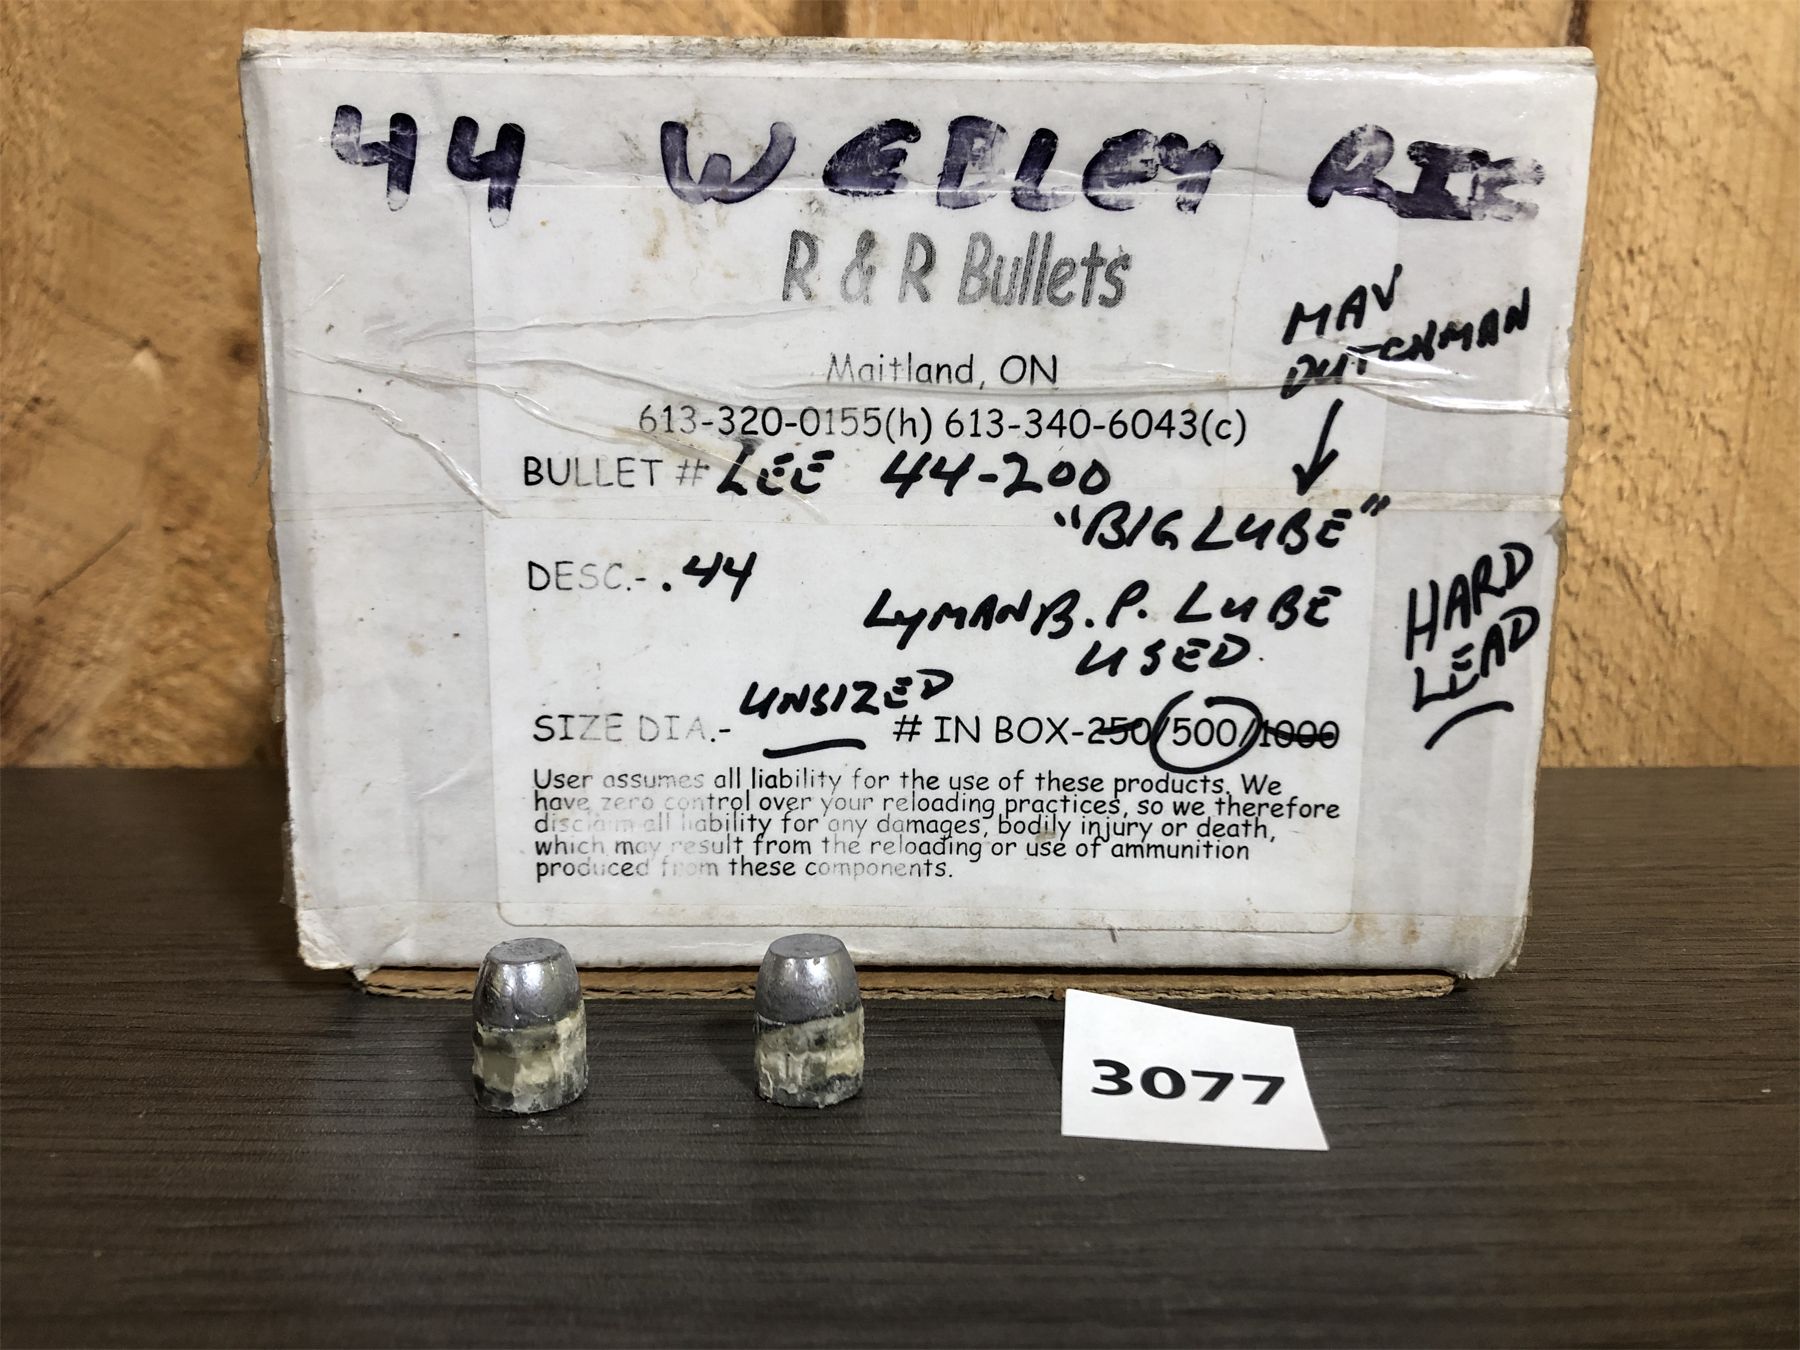 44 WEBLEY RIC
R & R Bullets
MAV
DUTCHMAN
Maitland, ON
613-320-0155(h) 613-340-6043(c)
BULLET # LEE 44-200
"BIG LUBE"
DESC.- .44
LYMAN B.P. LUBE
USED.
HARD
LEAD
SIZE DIA.- UNSIZED # IN BOX-250/500/1000
User assumes all liability for the use of these products. We
have zero control over your reloading practices, so we therefore
disclaim all liability for any damages, bodily injury or death,
which may result from the reloading or use of ammunition
produced from these components.
3077